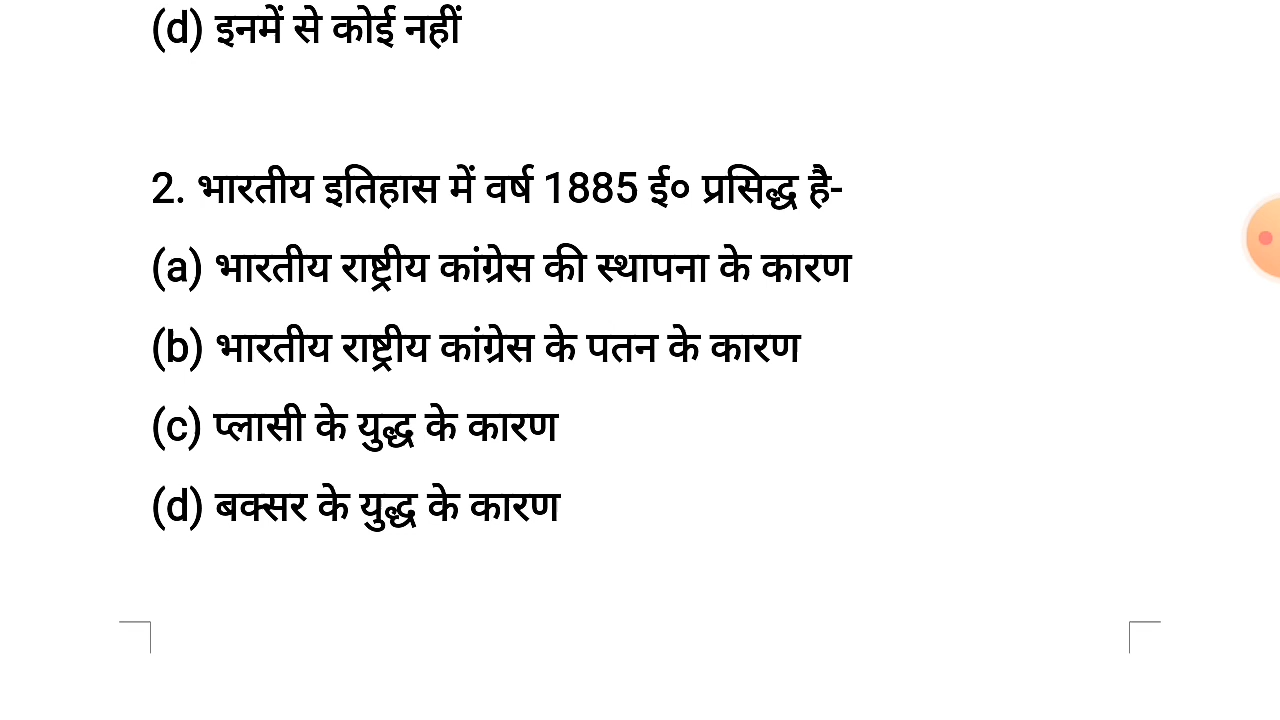 (d) इनमें से कोई नहीं
2. भारतीय इतिहास में वर्ष 1885 ई० प्रसिद्ध है-
(a) भारतीय राष्ट्रीय कांग्रेस की स्थापना के कारण
(b) भारतीय राष्ट्रीय कांग्रेस के पतन के कारण
(c) प्लासी के युद्ध के कारण
(d) बक्सर के युद्ध के कारण